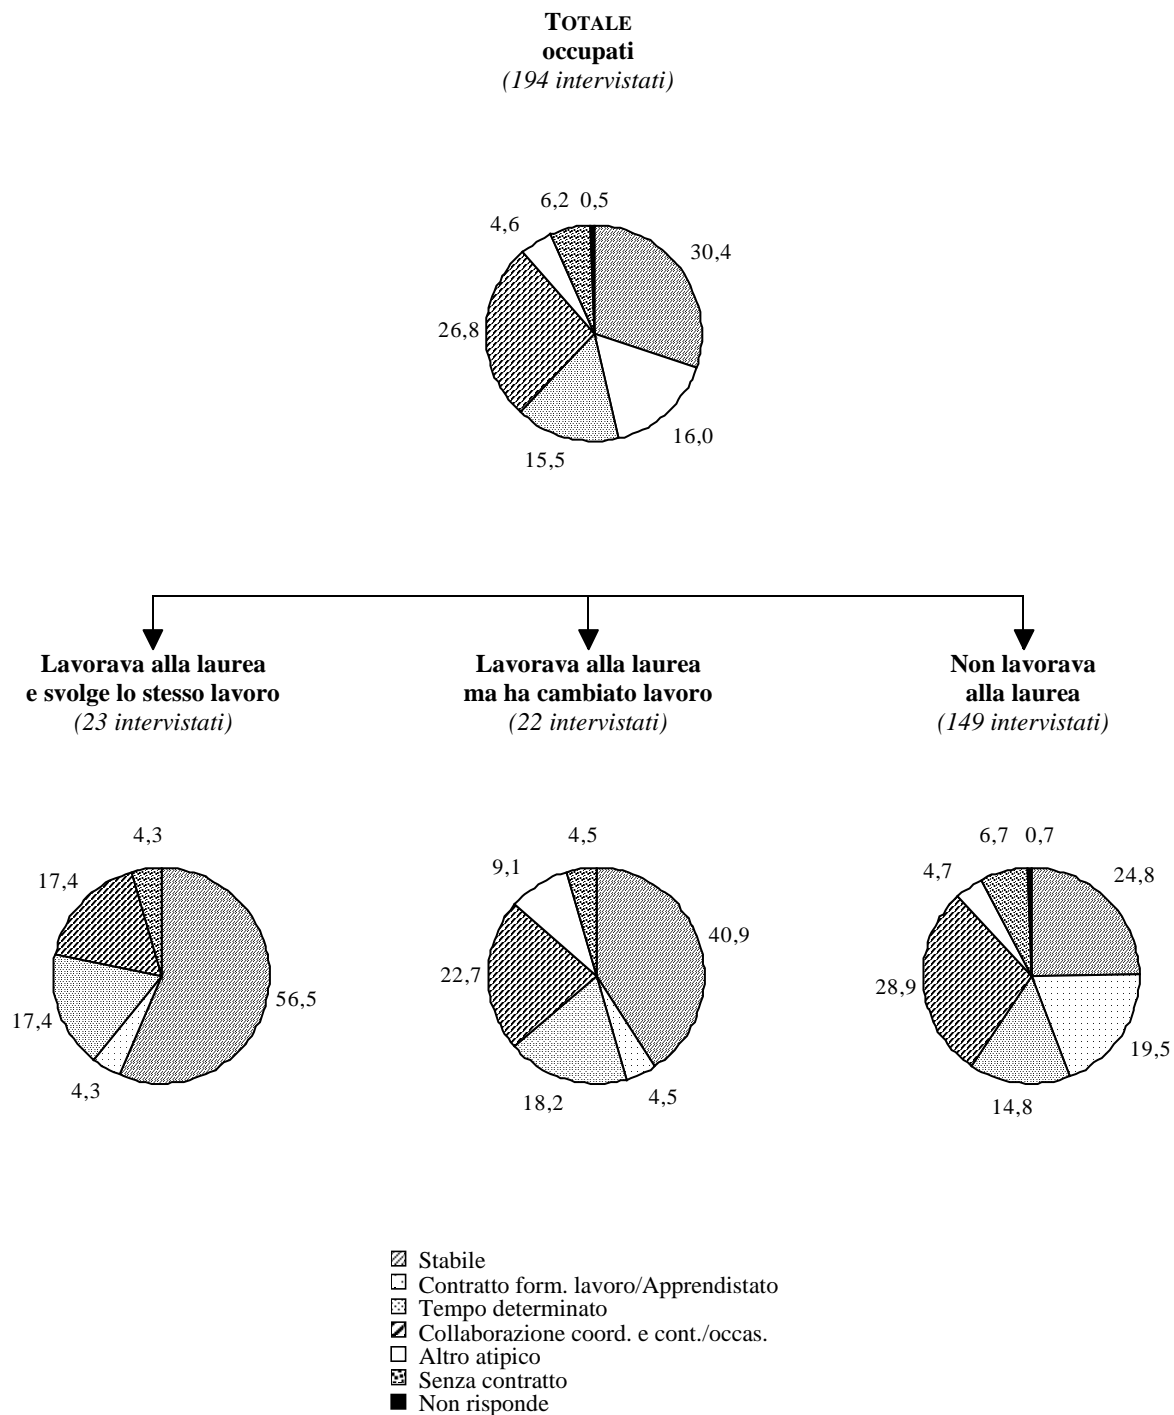 TOTALE
occupati
(194 intervistati)
6,2 0,5
4,6
30,4
26,8
16,0
15,5
Lavorava alla laurea
e svolge lo stesso lavoro
(23 intervistati)
Lavorava alla laurea
ma ha cambiato lavoro
(22 intervistati)
Non lavorava
alla laurea
(149 intervistati)
4,3
17,4
56,5
17,4
4,3
4,5
9,1
40,9
22,7
18,2
4,5
6,7 0,7
4,7
24,8
28,9
19,5
14,8
Stabile
Contratto form. lavoro/Apprendistato
Tempo determinato
Collaborazione coord. e cont./occas.
Altro atipico
Senza contratto
Non risponde